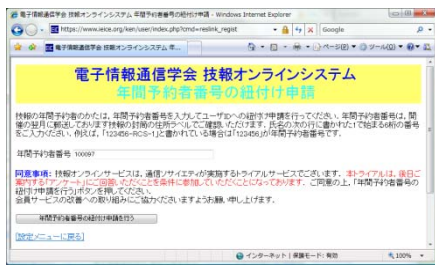 電子情報通信学会 技報オンラインシステム 年間予約者番号の紐付け申請 - Windows Internet Explorer
https://www.ieice.org/ken/user/index.php?cmd=reslink_regist
Google
電子情報通信学会 技報オンラインシステム 年...
ページ(P) ツール(O)
電子情報通信学会 技報オンラインシステム
年間予約者番号の紐付け申請
技報の年間予約者のかたは、年間予約者番号を入力してユーザIDへの紐付け申請を行ってください。年間予約者番号は、開
催の翌月に郵送しております技報の封筒の住所ラベルでご確認いただけます。氏名の次の行に書かれた1で始まる6桁の番号
をご入力ください。例えば、「123456-RCS-1」と書かれている場合は「123456」が年間予約者番号です。
年間予約者番号 100097
同意事項: 技報オンラインサービスは、通信ソサイエティが実施するトライアルサービスでございます。本トライアルは、後日ご
案内する「アンケート」にご回答いただくことを条件に参加していただくことになっております。ご同意の上、「年間予約者番号の
紐付け申請を行う」ボタンを押してください。
会員サービスの改善への取り組みにご協力くださいますようお願い申し上げます。
年間予約者番号の紐付け申請を行う
[設定メニューに戻る]
インターネット | 保護モード: 有効 100%